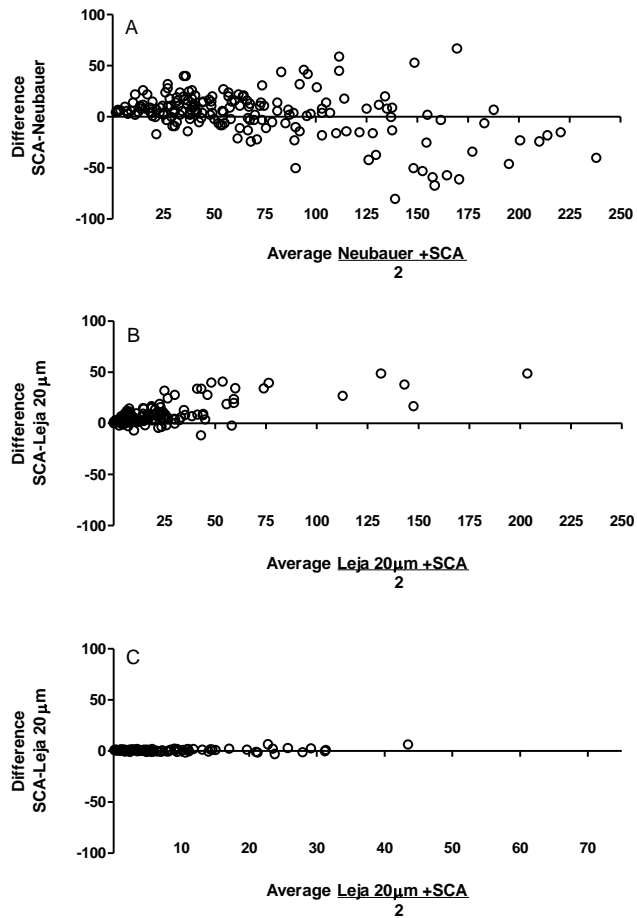 A
100
50
0
-50
-100
Difference
SCA-Neubauer
25 50 75 100 125 150 175 200 225 250
Average Neubauer +SCA
2
B
100
50
0
-50
-100
Difference
SCA-Leja 20μm
25 50 75 100 125 150 175 200 225 250
Average Leja 20μm +SCA
2
C
100
50
0
-50
-100
Difference
SCA-Leja 20μm
10 20 30 40 50 60 70
Average Leja 20μm +SCA
2